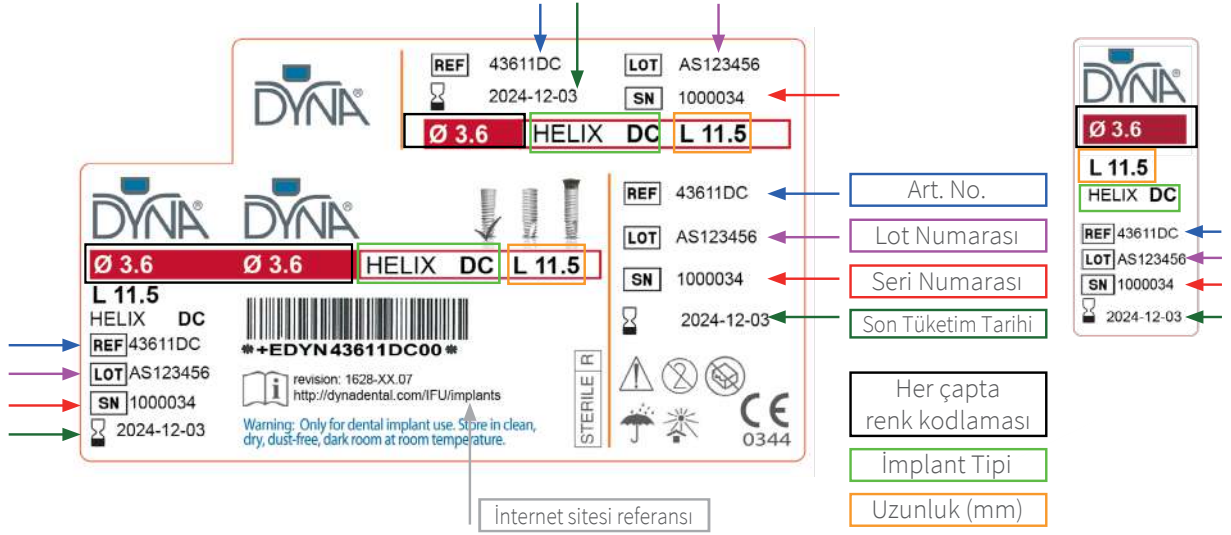 DYNA®
REF 43611DC
LOT AS123456
2024-12-03
SN 1000034
Ø 3.6 HELIX DC L 11.5
DYNA® DYNA®
Ø 3.6 Ø 3.6 HELIX DC L 11.5
L 11.5
HELIX DC
REF 43611DC
LOT AS123456
SN 1000034
2024-12-03
*+EDYN43611DC00*
i revision: 1628-XX.07
http://dynadental.com/IFU/implants
Warning: Only for dental implant use. Store in clean,
dry, dust-free, dark room at room temperature.
STERILE R
REF 43611DC
LOT AS123456
SN 1000034
2024-12-03
2
CE
0344
Art. No.
Lot Numarası
Seri Numarası
Son Tüketim Tarihi
Her çapta
renk kodlaması
İmplant Tipi
Uzunluk (mm)
İnternet sitesi referansı
DYNA®
Ø 3.6
L 11.5
HELIX DC
REF 43611DC
LOT AS123456
SN 1000034
2024-12-03